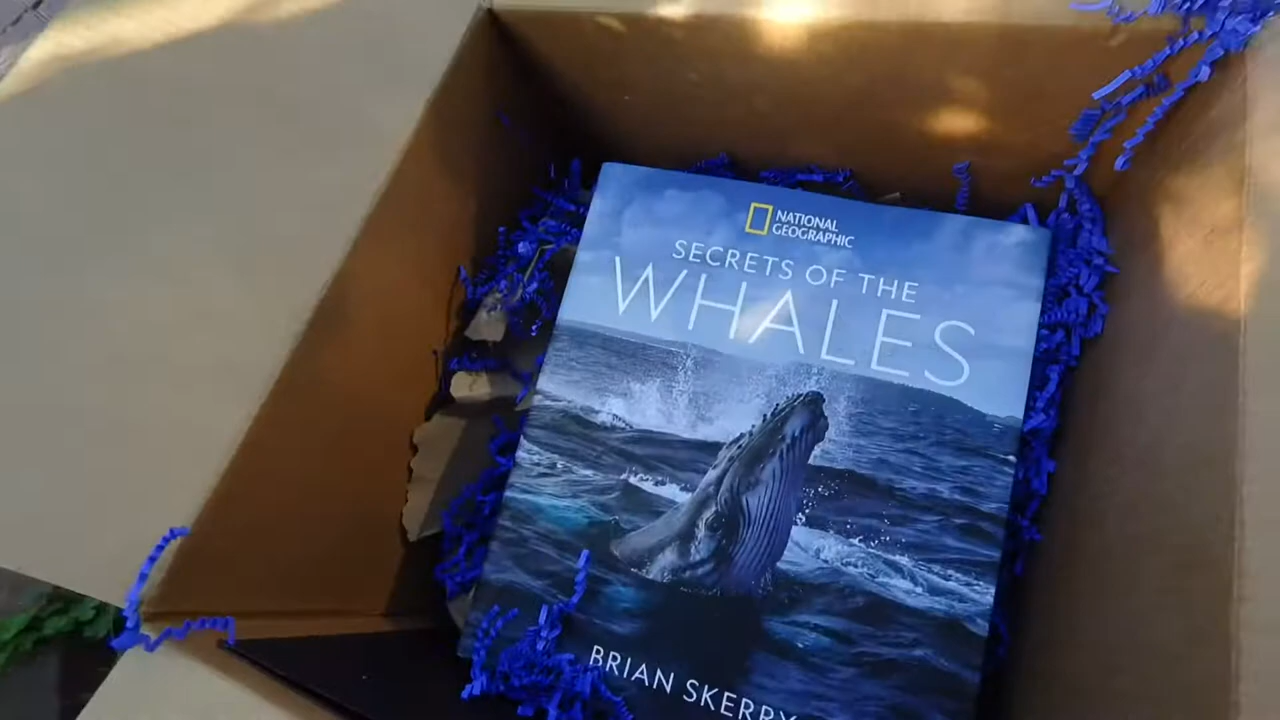 NATIONAL
GEOGRAPHIC
SECRETS OF THE
WHALES
BRIAN SKERRY